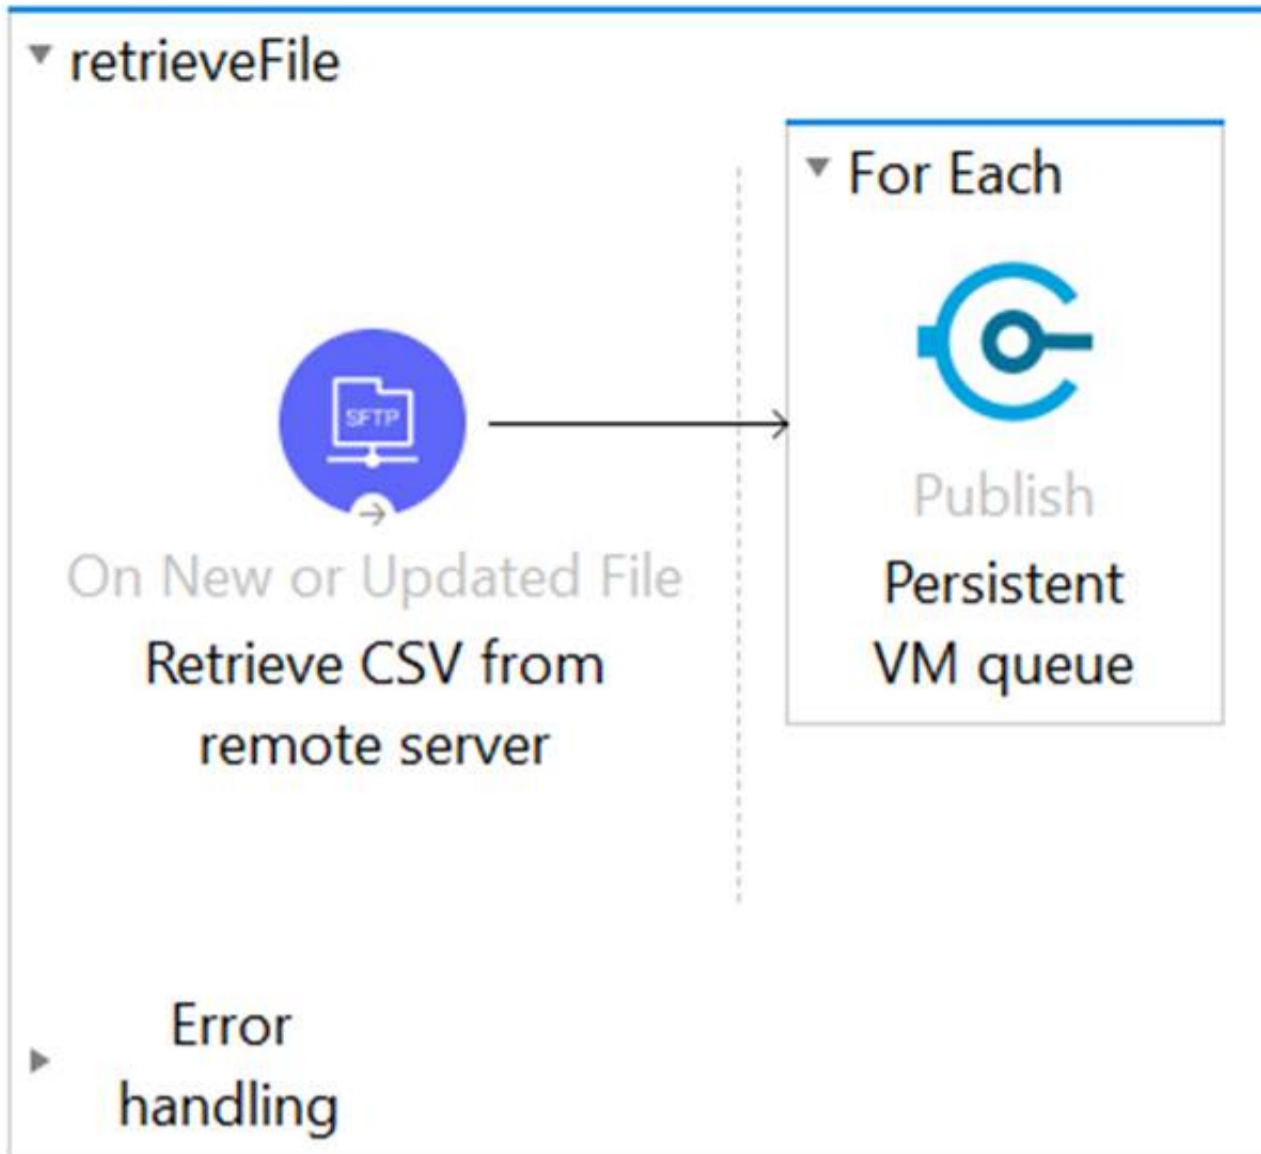 retrieveFile
For Each
SFTP
Publish
On New or Updated File
Persistent
VM queue
Retrieve CSV from
remote server
Error
handling